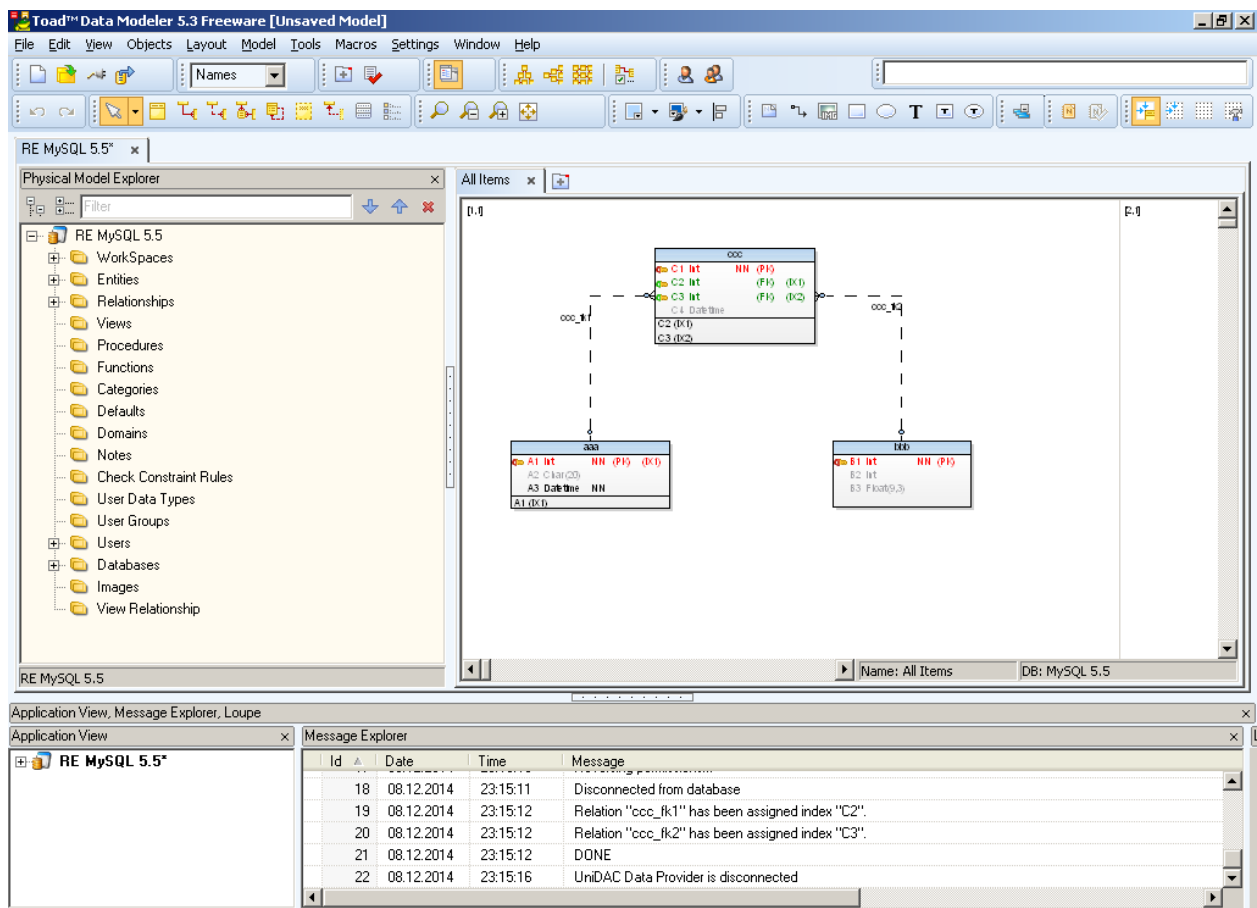 Toad™ Data Modeler 5.3 Freeware [Unsaved Model]
File Edit View Objects Layout Model Tools Macros Settings Window Help
Names
RE MySQL 5.5*
Physical Model Explorer
Filter
RE MySQL 5.5
WorkSpaces
Entities
Relationships
Views
Procedures
Functions
Categories
Defaults
Domains
Notes
Check Constraint Rules
User Data Types
User Groups
Users
Databases
Images
View Relationship
RE MySQL 5.5
All Items
[1,1] [2,1]
ccc
C1 Int NN (PK)
C2 Int (FK) (IX1)
C3 Int (FK) (IX2)
C4 Datetime
C2 (IX1)
C3 (IX2)
ccc_fk1
ccc_fk2
aaa
A1 Int NN (PK) (IX1)
A2 Char(20)
A3 Datetime NN
A1 (IX1)
bbb
B1 Int NN (PK)
B2 Int
B3 Float(9,3)
Name: All Items DB: MySQL 5.5
Application View, Message Explorer, Loupe
Application View
RE MySQL 5.5*
Message Explorer
Id Date Time Message
18 08.12.2014 23:15:11 Disconnected from database
19 08.12.2014 23:15:12 Relation "ccc_fk1" has been assigned index "C2".
20 08.12.2014 23:15:12 Relation "ccc_fk2" has been assigned index "C3".
21 08.12.2014 23:15:12 DONE
22 08.12.2014 23:15:16 UniDAC Data Provider is disconnected